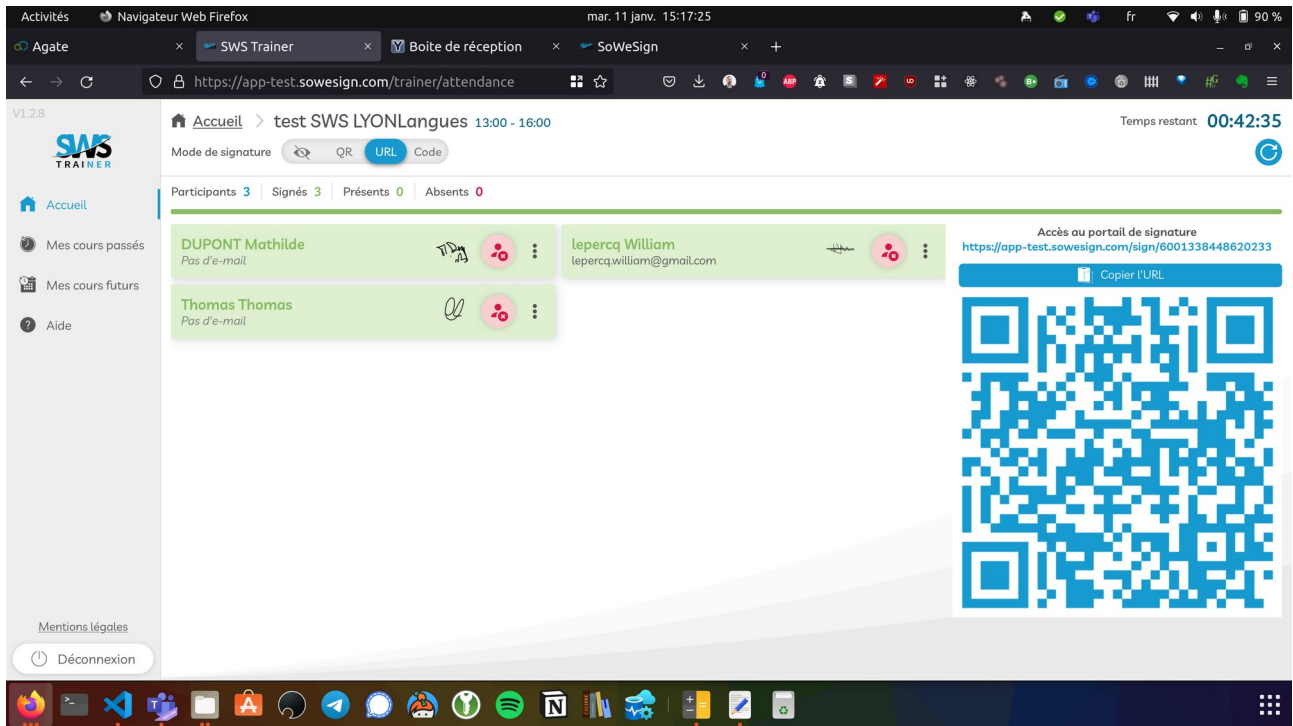 Activités Navigateur Web Firefox mar. 11 janv. 15:17:25 fr 90 %
Agate SWS Trainer Boite de réception SoWeSign
https://app-test.sowesign.com/trainer/attendance
V1.2.8
SWS
TRAINER
Accueil
Mes cours passés
Mes cours futurs
Aide
Mentions légales
Déconnexion
Accueil > test SWS LYONLangues 13:00 - 16:00
Temps restant 00:42:35
Mode de signature QR URL Code
Participants 3 Signés 3 Présents 0 Absents 0
DUPONT Mathilde
Pas d'e-mail
lepercq William
lepercq.william@gmail.com
Thomas Thomas
Pas d'e-mail
Accès au portail de signature
https://app-test.sowesign.com/sign/6001338448620233
Copier l'URL